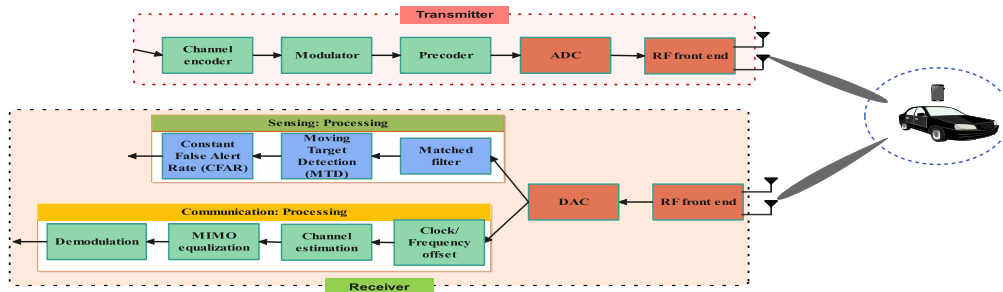 Transmitter
Channel
encoder
Modulator
Precoder
ADC
RF front end
Sensing: Processing
Constant
False Alert
Rate (CFAR)
Moving
Target
Detection
(MTD)
Matched
filter
DAC
RF front end
Communication: Processing
Demodulation
MIMO
equalization
Channel
estimation
Clock/
Frequency
offset
Receiver